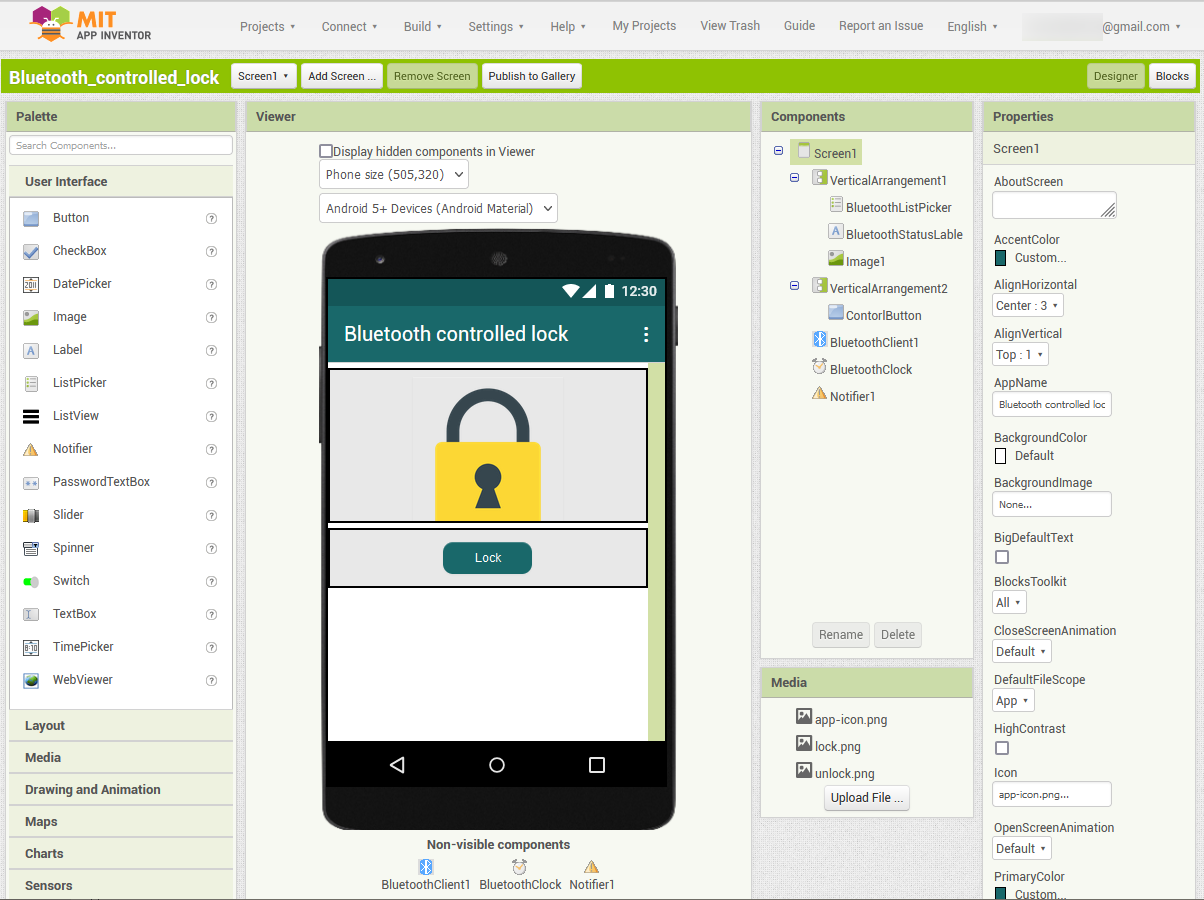 MIT
APP INVENTOR
Projects Connect Build Settings Help My Projects View Trash Guide Report an Issue English @gmail.com
Bluetooth_controlled_lock Screen1 Add Screen ... Remove Screen Publish to Gallery Designer Blocks
Palette
Search Components...
User Interface
Button ?
CheckBox ?
DatePicker ?
Image ?
Label ?
ListPicker ?
ListView ?
Notifier ?
PasswordTextBox ?
Slider ?
Spinner ?
Switch ?
TextBox ?
TimePicker ?
WebViewer ?
Layout
Media
Drawing and Animation
Maps
Charts
Sensors
Viewer
Display hidden components in Viewer
Phone size (505,320)
Android 5+ Devices (Android Material)
12:30
Bluetooth controlled lock
Lock
Non-visible components
BluetoothClient1 BluetoothClock Notifier1
Components
Screen1
VerticalArrangement1
BluetoothListPicker
BluetoothStatusLable
Image1
VerticalArrangement2
ContorlButton
BluetoothClient1
BluetoothClock
Notifier1
Rename Delete
Media
app-icon.png
lock.png
unlock.png
Upload File ...
Properties
Screen1
AboutScreen
AccentColor
Custom...
AlignHorizontal
Center : 3
AlignVertical
Top : 1
AppName
Bluetooth controlled loc
BackgroundColor
Default
BackgroundImage
None...
BigDefaultText
BlocksToolkit
All
CloseScreenAnimation
Default
DefaultFileScope
App
HighContrast
Icon
app-icon.png...
OpenScreenAnimation
Default
PrimaryColor
Custom...